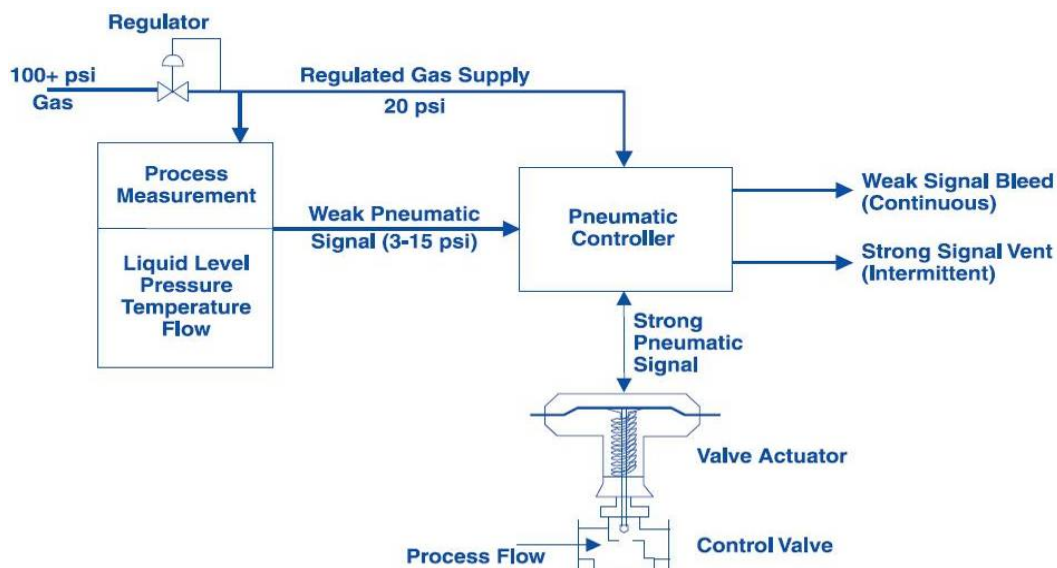 Regulator
100+ psi
Gas
Regulated Gas Supply
20 psi
Process
Measurement
Liquid Level
Pressure
Temperature
Flow
Weak Pneumatic
Signal (3-15 psi)
Pneumatic
Controller
Weak Signal Bleed
(Continuous)
Strong Signal Vent
(Intermittent)
Strong
Pneumatic
Signal
Valve Actuator
Process Flow
Control Valve